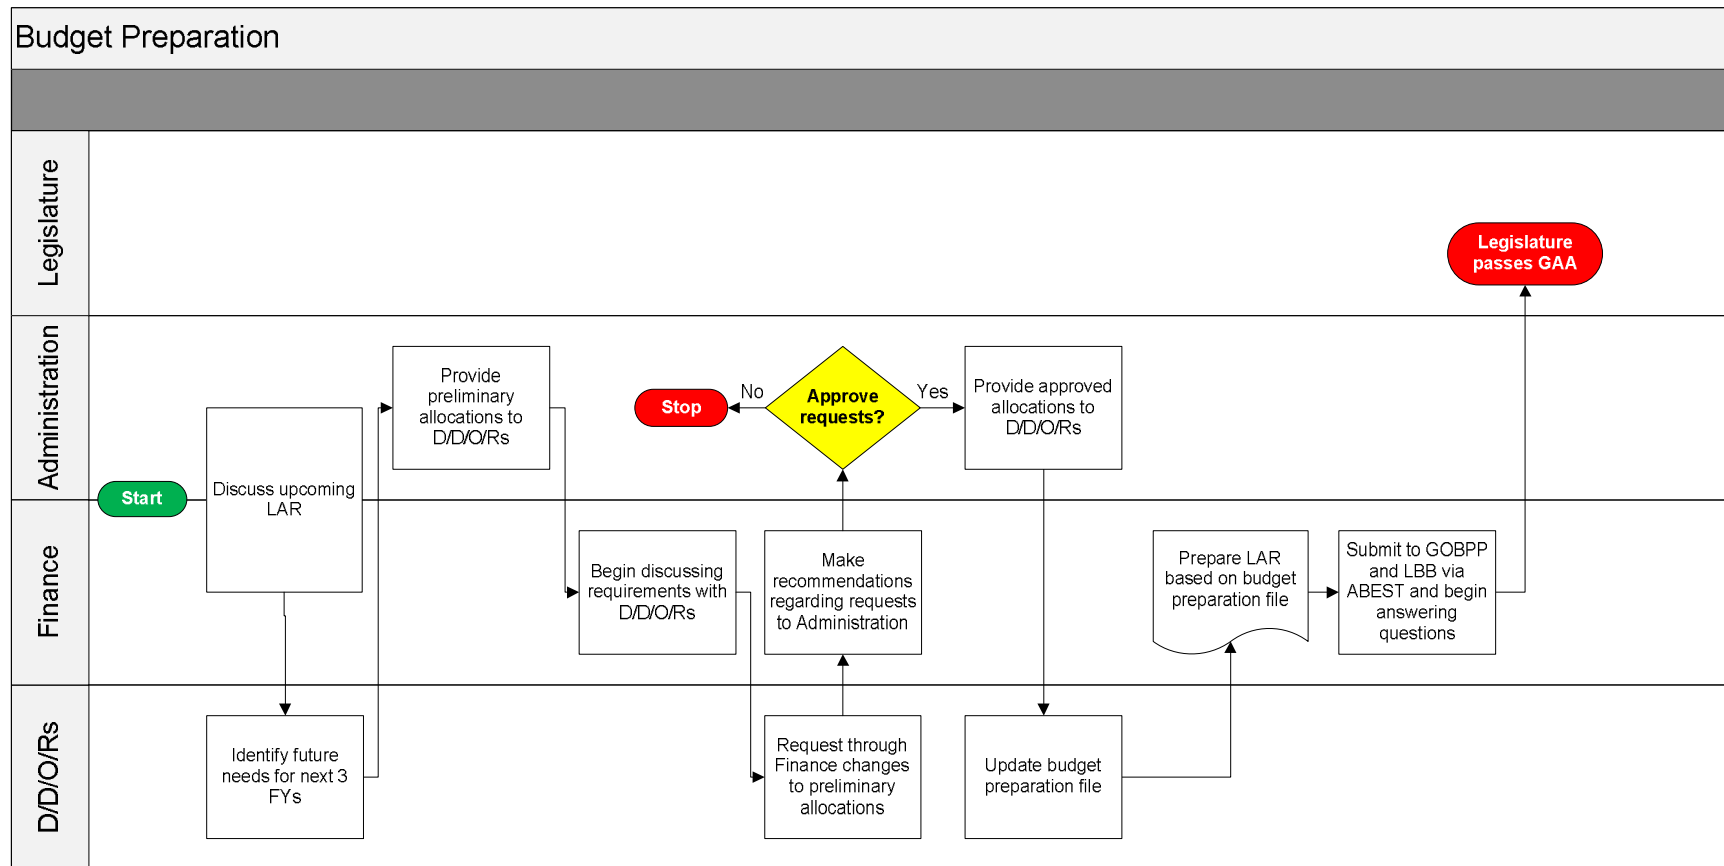 Budget Preparation
Legislature
Legislature
passes GAA
Administration
Provide
preliminary
allocations to
D/D/O/Rs
Stop
No
Approve
requests?
Yes
Provide approved
allocations to
D/D/O/Rs
Start
Discuss upcoming
LAR
Finance
Begin discussing
requirements with
D/D/O/Rs
Make
recommendations
regarding requests
to Administration
Prepare LAR
based on budget
preparation file
Submit to GOBPP
and LBB via
ABEST and begin
answering
questions
D/D/O/Rs
Identify future
needs for next 3
FYs
Request through
Finance changes
to preliminary
allocations
Update budget
preparation file